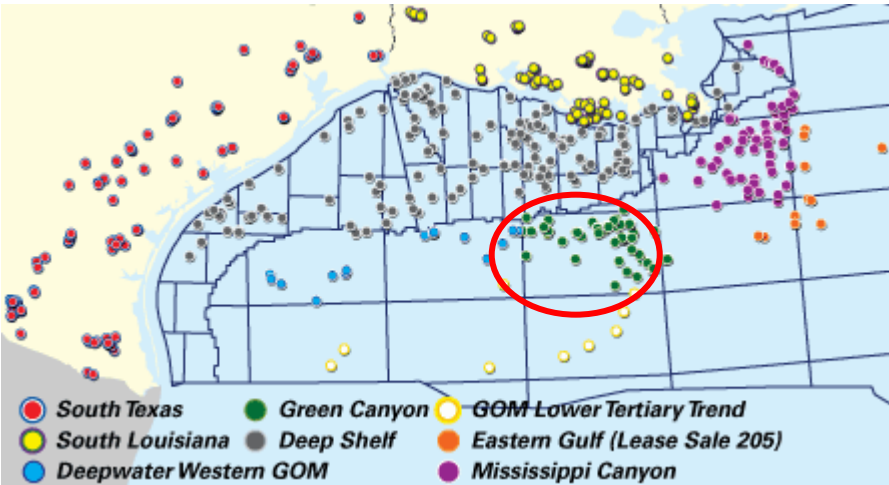 South Texas Green Canyon GOM Lower Tertiary Trend
South Louisiana Deep Shelf Eastern Gulf (Lease Sale 205)
Deepwater Western GOM Mississippi Canyon